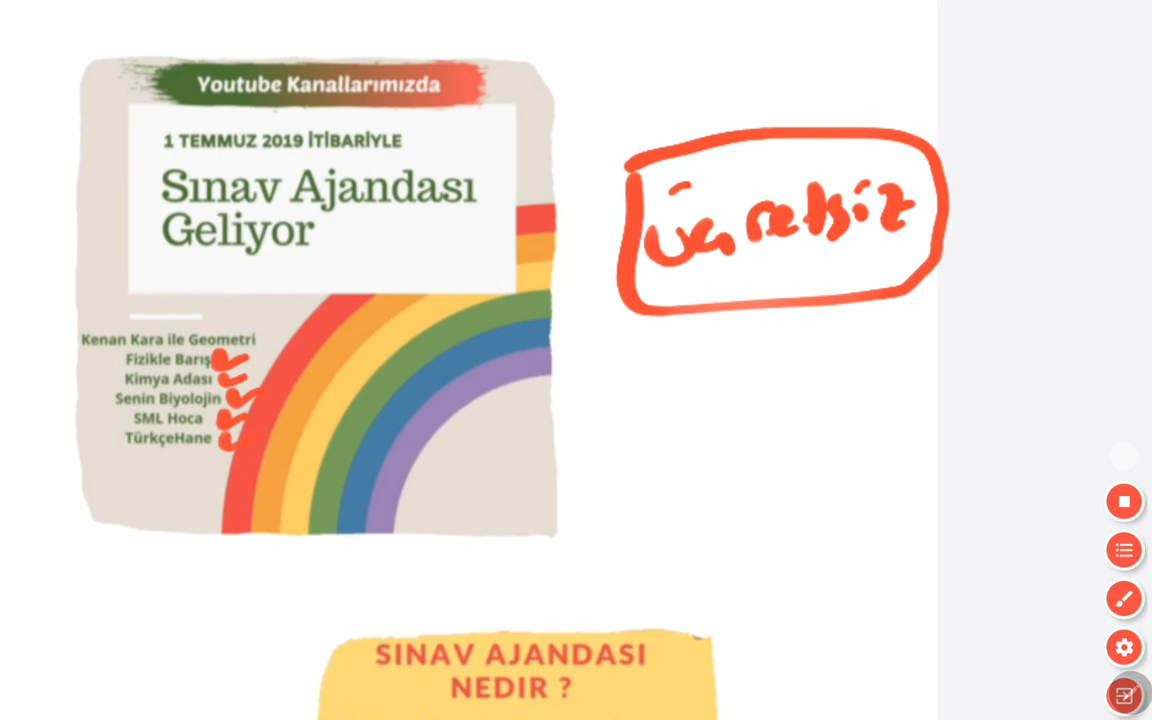 Youtube Kanallarımızda
1 TEMMUZ 2019 İTİBARİYLE
Sınav Ajandası
Geliyor
ücretsiz
Kenan Kara ile Geometri
Fizikle Barış
Kimya Adası
Senin Biyolojin
SML Hoca
TürkçeHane
SINAV AJANDASI
NEDIR ?